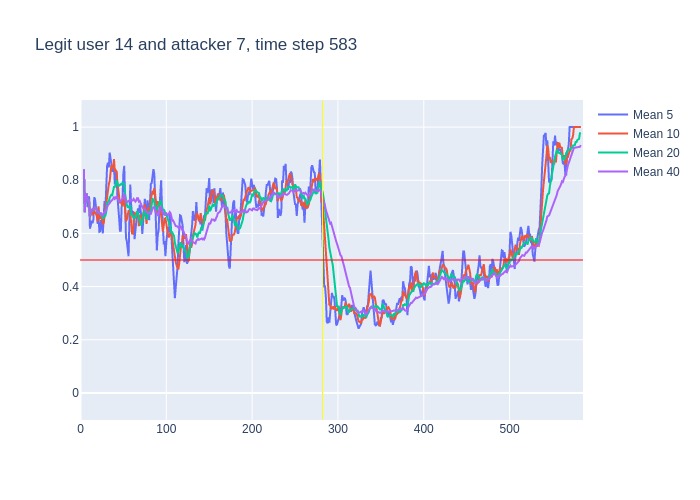 Legit user 14 and attacker 7, time step 583
Mean 5
Mean 10
Mean 20
Mean 40
1
0.8
0.6
0.4
0.2
0
0 100 200 300 400 500